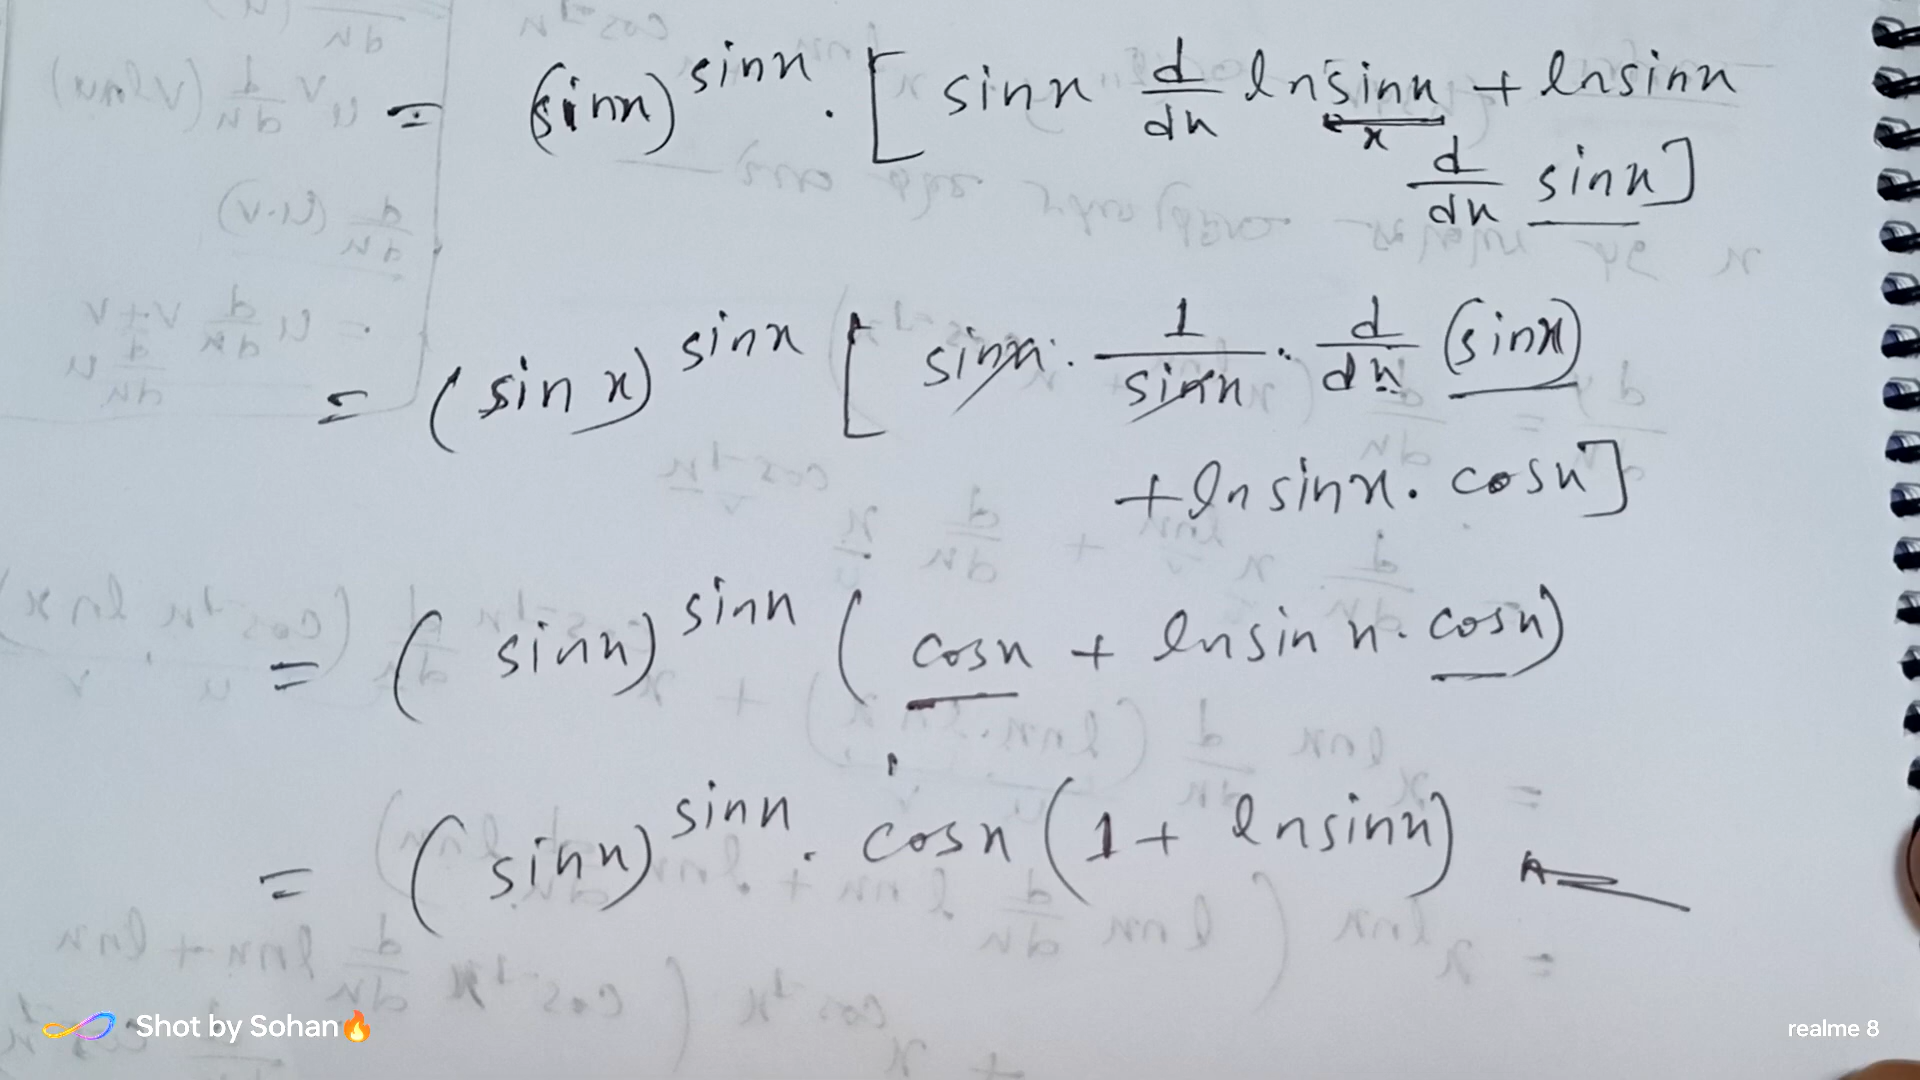 = (sinx)^sinx . [ sinx d/dx ln sinx + ln sinx
x
d/dx sinx ]
= (sin x)^sinx [ sinx . 1/sinx . d/dx (sinx)
+ ln sinx . cosx ]
= (sinx)^sinx ( cosx + ln sin x . cosx)
= (sinx)^sinx . cosx (1 + ln sinx)
Shot by Sohan🔥
realme 8